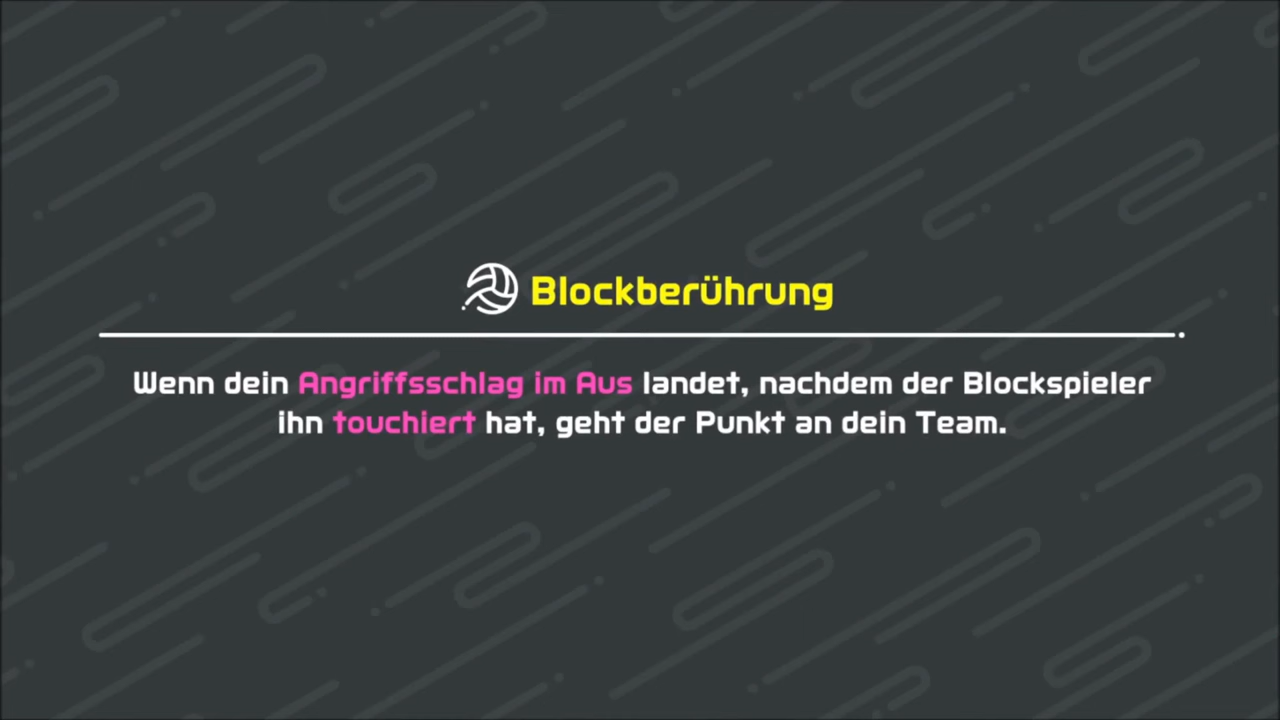 Blockberührung
Wenn dein Angriffsschlag im Aus landet, nachdem der Blockspieler
ihn touchiert hat, geht der Punkt an dein Team.